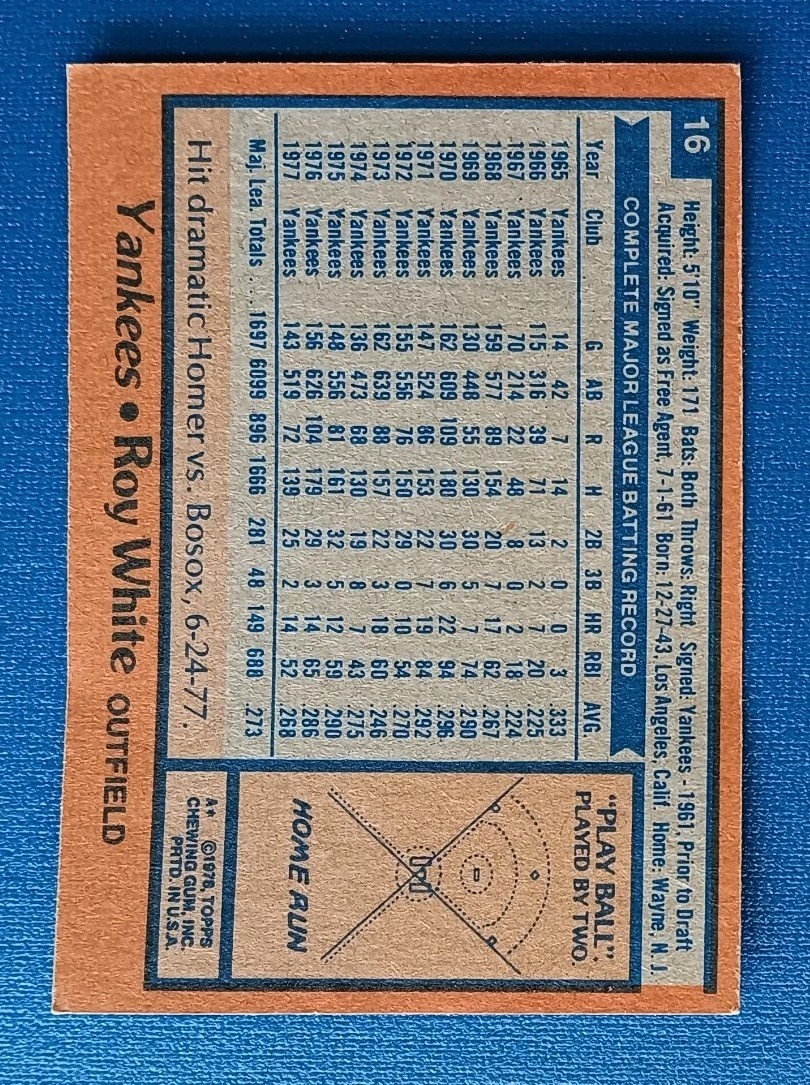 16
Height: 5'10" Weight: 171 Bats: Both Throws: Right Signed: Yankees - 1961, Prior to Draft
Acquired: Signed as Free Agent, 7-1-61 Born: 12-27-43, Los Angeles, Calif. Home: Wayne, N. J.
COMPLETE MAJOR LEAGUE BATTING RECORD
Year Club G AB R H 2B 3B HR RBI AVG.
1965 Yankees 14 42 7 14 2 0 0 3 .333
1966 Yankees 115 316 39 71 13 2 7 20 .225
1967 Yankees 70 214 22 48 8 0 2 18 .224
1968 Yankees 159 577 89 154 20 7 17 62 .267
1969 Yankees 130 448 55 130 30 5 7 74 .290
1970 Yankees 162 609 109 180 30 6 22 94 .296
1971 Yankees 147 524 86 153 22 7 19 84 .292
1972 Yankees 155 556 76 150 29 0 10 54 .270
1973 Yankees 162 639 88 157 22 3 18 60 .246
1974 Yankees 136 473 68 130 19 8 7 43 .275
1975 Yankees 148 556 81 161 32 5 12 59 .290
1976 Yankees 156 626 104 179 29 3 14 65 .286
1977 Yankees 143 519 72 139 25 2 14 52 .268
Maj. Lea. Totals ... 1697 6099 896 1666 281 48 149 688 .273
Hit dramatic Homer vs. Bosox, 6-24-77.
Yankees • Roy White OUTFIELD
"PLAY BALL".
PLAYED BY TWO.
HOME RUN
A* ©1978, TOPPS
CHEWING GUM, INC.
PRTD. IN U.S.A.